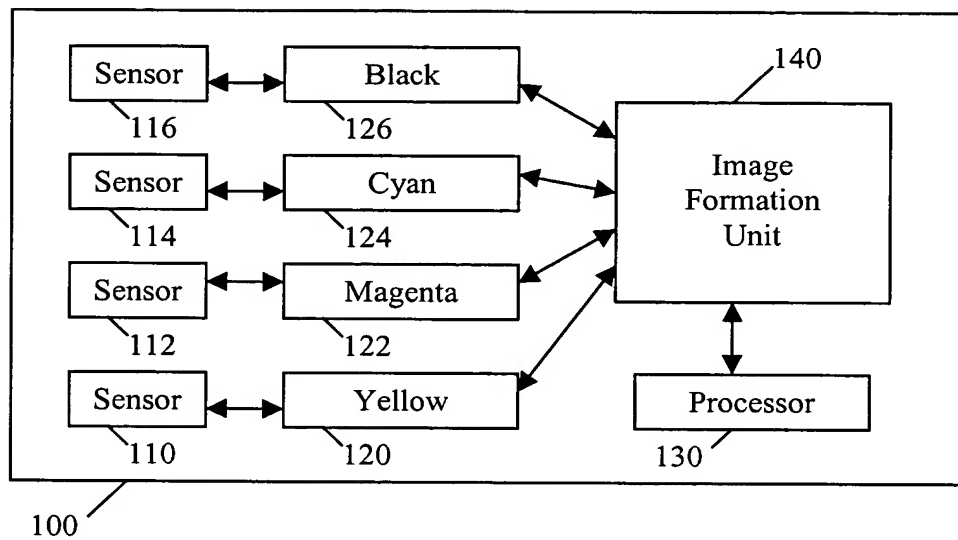 140
Sensor
Black
116
126
Image
Formation
Unit
Sensor
Cyan
114
124
Sensor
Magenta
112
122
Sensor
Yellow
Processor
110
120
130
100